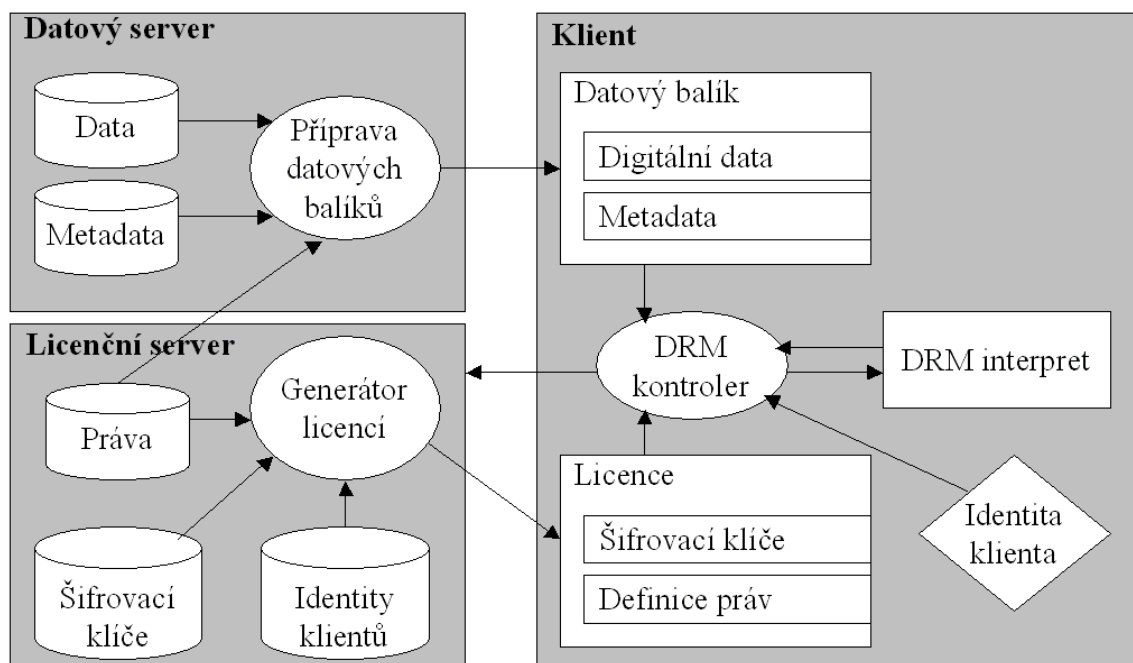 Datový server
Data
Metadata
Příprava
datových
balíků
Licenční server
Práva
Generátor
licencí
Šifrovací
klíče
Identity
klientů
Klient
Datový balík
Digitální data
Metadata
DRM
kontroler
DRM interpret
Licence
Šifrovací klíče
Definice práv
Identita
klienta